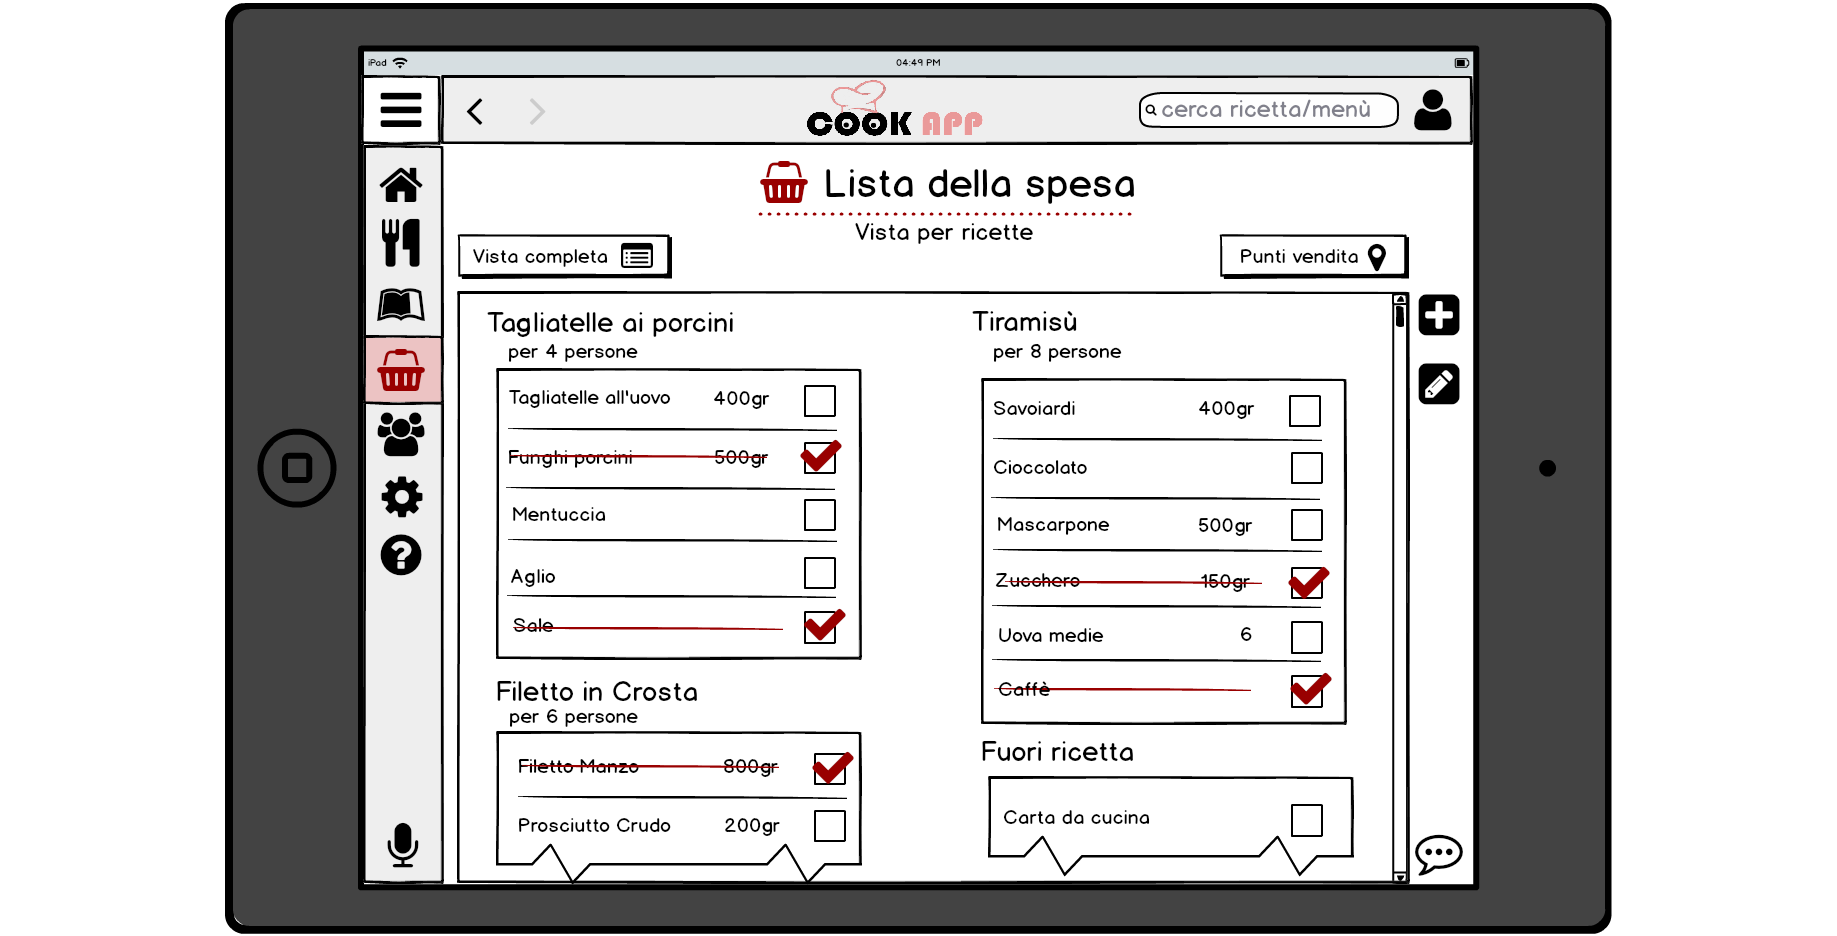 iPad
04:49 PM
COOK APP
cerca ricetta/menù
Lista della spesa
Vista per ricette
Vista completa
Punti vendita
Tagliatelle ai porcini
per 4 persone
Tagliatelle all'uovo 400gr
Funghi porcini 500gr
Mentuccia
Aglio
Sale
Filetto in Crosta
per 6 persone
Filetto Manzo 800gr
Prosciutto Crudo 200gr
Tiramisù
per 8 persone
Savoiardi 400gr
Cioccolato
Mascarpone 500gr
Zucchero 150gr
Uova medie 6
Caffè
Fuori ricetta
Carta da cucina